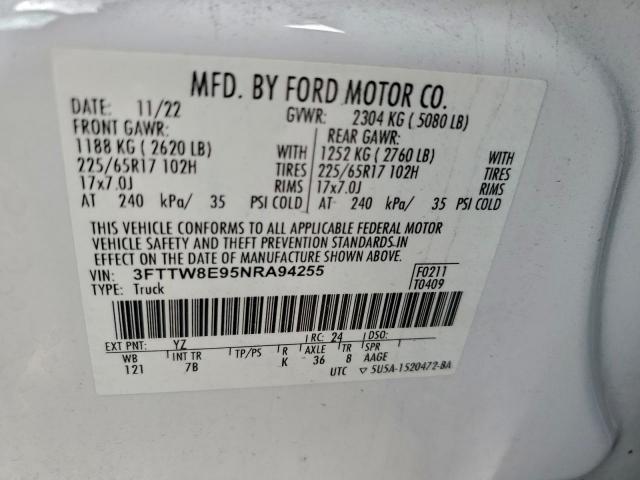 MFD. BY FORD MOTOR CO.
DATE: 11/22 GVWR: 2304 KG ( 5080 LB)
FRONT GAWR: REAR GAWR:
1188 KG ( 2620 LB) WITH 1252 KG ( 2760 LB) WITH
225/65R17 102H TIRES 225/65R17 102H TIRES
17x7.0J RIMS 17x7.0J RIMS
AT 240 kPa/ 35 PSI COLD AT 240 kPa/ 35 PSI COLD
THIS VEHICLE CONFORMS TO ALL APPLICABLE FEDERAL MOTOR
VEHICLE SAFETY AND THEFT PREVENTION STANDARDS IN
EFFECT ON THE DATE OF MANUFACTURE SHOWN ABOVE.
VIN: 3FTTW8E95NRA94255 F0211
TYPE: Truck T0409
EXT PNT: YZ RC: 24 DSO:
WB INT TR TP/PS R AXLE TR SPR
121 7B K 36 8 AAGE
UTC ▽ 5U5A-1520472-BA